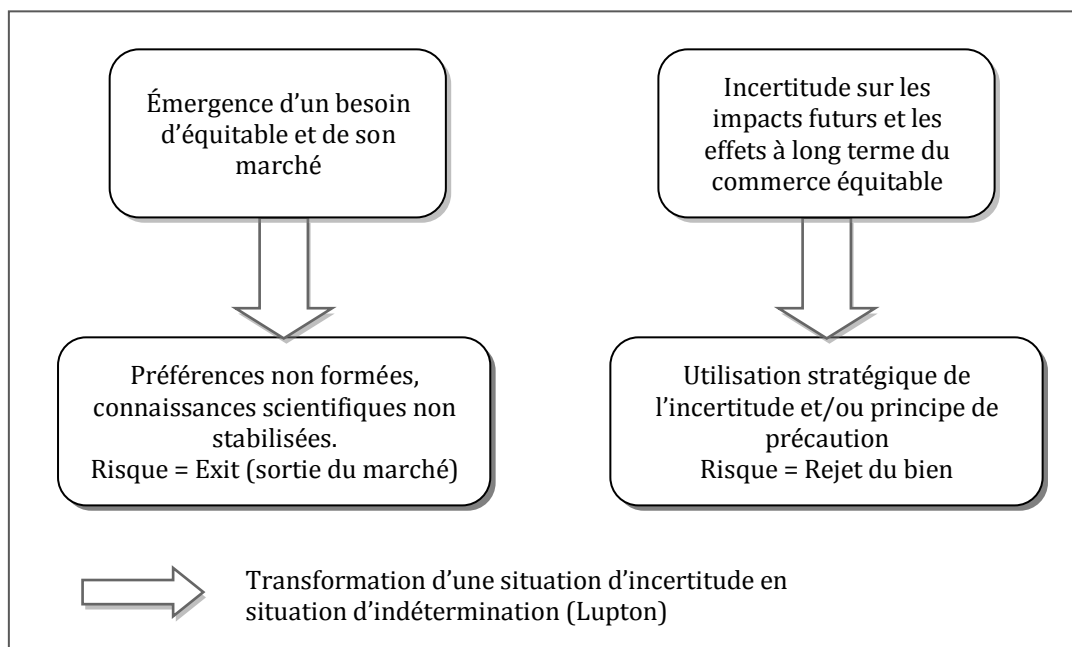 Émergence d’un besoin
d’équitable et de son
marché
Incertitude sur les
impacts futurs et les
effets à long terme du
commerce équitable
Préférences non formées,
connaissances scientifiques non
stabilisées.
Risque = Exit (sortie du marché)
Utilisation stratégique de
l’incertitude et/ou principe de
précaution
Risque = Rejet du bien
Transformation d’une situation d’incertitude en
situation d’indétermination (Lupton)